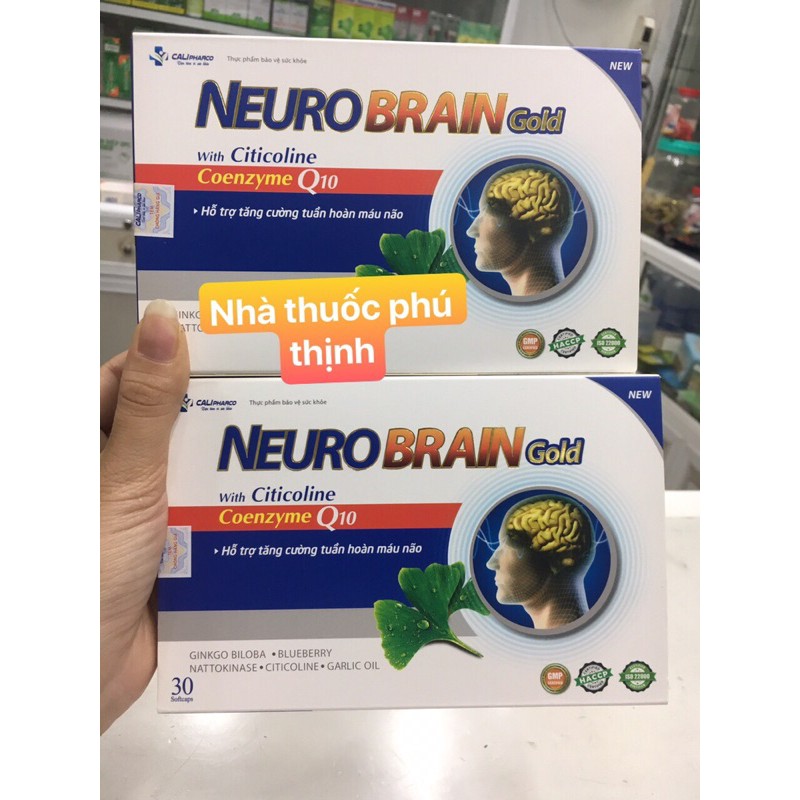 CALIPHARCO
Thực phẩm bảo vệ sức khỏe
NEW
NEURO BRAIN Gold
With Citicoline
Coenzyme Q10
Hỗ trợ tăng cường tuần hoàn máu não
Nhà thuốc phú
thịnh
GMP
HACCP
ISO 22000
CALIPHARCO
Thực phẩm bảo vệ sức khỏe
NEW
NEURO BRAIN Gold
With Citicoline
Coenzyme Q10
Hỗ trợ tăng cường tuần hoàn máu não
GINKGO BILOBA • BLUEBERRY
NATTOKINASE • CITICOLINE • GARLIC OIL
30
Softcaps
GMP
HACCP
ISO 22000